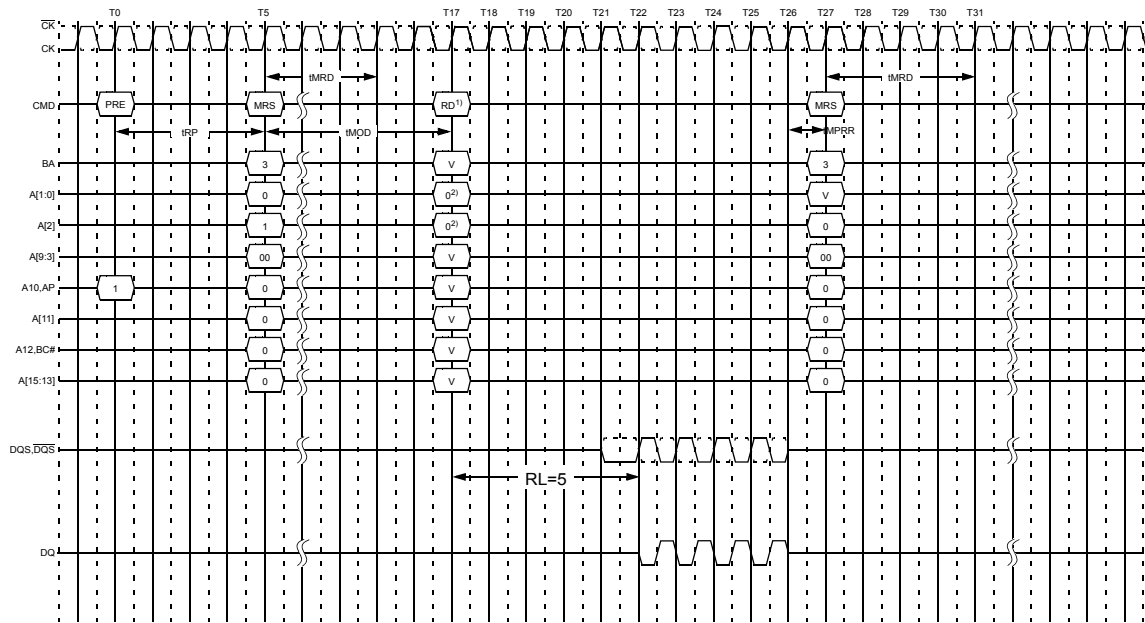 T0 T5 T17 T18 T19 T20 T21 T22 T23 T24 T25 T26 T27 T28 T29 T30 T31
CK
CK
tMRD tMRD
CMD PRE MRS RD1) MRS
tRP tMOD tMPRR
BA 3 V 3
A[1:0] 0 02) V
A[2] 1 02) 0
A[9:3] 00 V 00
A10,AP 1 0 V 0
A[11] 0 V 0
A12,BC# 0 V 0
A[15:13] 0 V 0
DQS,DQS
RL=5
DQ